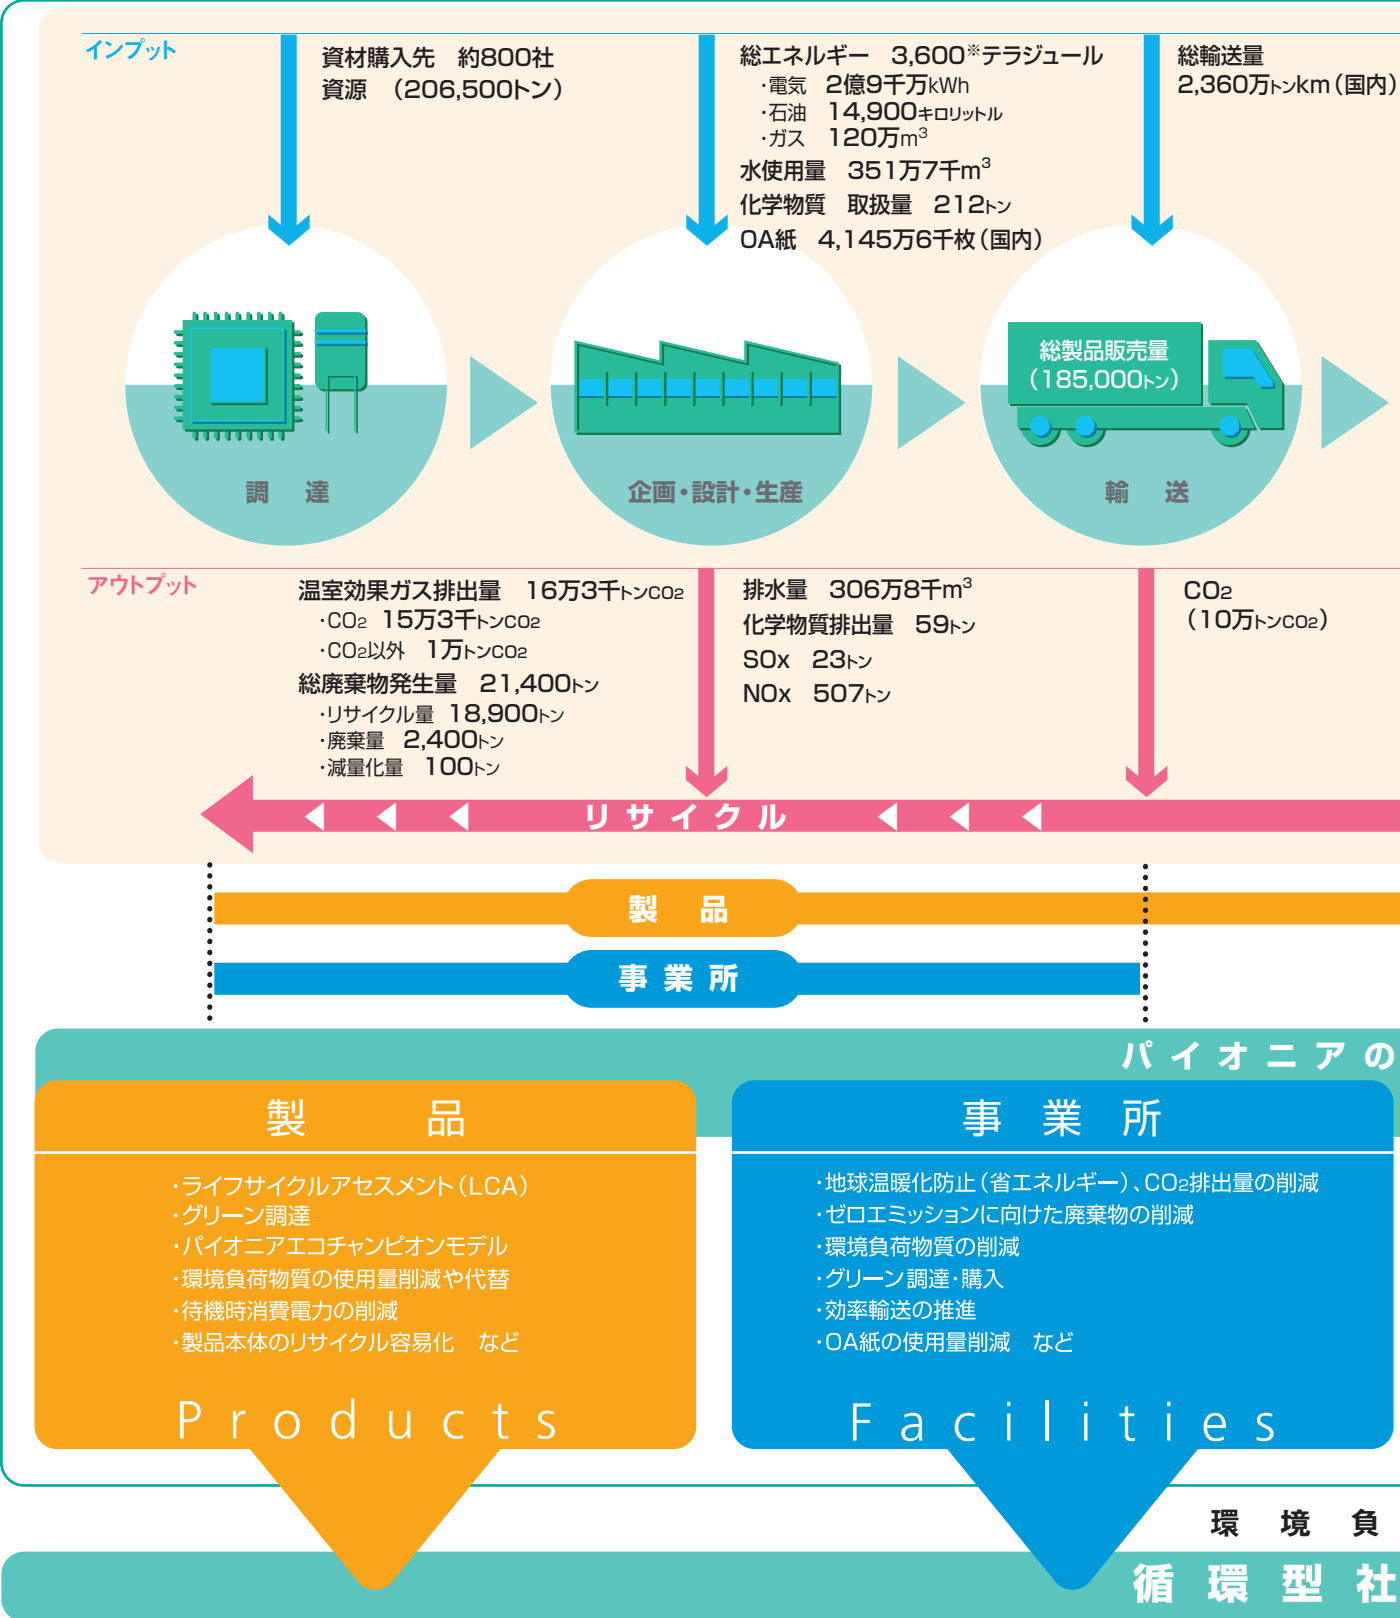 インプット
資材購入先　約800社
資源　（206,500トン）
総エネルギー　3,600※テラジュール
・電気　2億9千万kWh
・石油　14,900キロリットル
・ガス　120万m³
水使用量　351万7千m³
化学物質　取扱量　212トン
OA紙　4,145万6千枚（国内）
総輸送量
2,360万トンkm（国内）
総製品販売量
（185,000トン）
調　達
企画・設計・生産
輸　送
アウトプット
温室効果ガス排出量　16万3千トンCO2
・CO2　15万3千トンCO2
・CO2以外　1万トンCO2
総廃棄物発生量　21,400トン
・リサイクル量　18,900トン
・廃棄量　2,400トン
・減量化量　100トン
排水量　306万8千m³
化学物質排出量　59トン
SOx　23トン
NOx　507トン
CO2
（10万トンCO2）
リサイクル
製　品
事業所
パイオニアの
製　品
・ライフサイクルアセスメント（LCA）
・グリーン調達
・パイオニアエコチャンピオンモデル
・環境負荷物質の使用量削減や代替
・待機時消費電力の削減
・製品本体のリサイクル容易化　など
Products
事業所
・地球温暖化防止（省エネルギー）、CO2排出量の削減
・ゼロエミッションに向けた廃棄物の削減
・環境負荷物質の削減
・グリーン調達・購入
・効率輸送の推進
・OA紙の使用量削減　など
Facilities
環　境　負
循　環　型　社